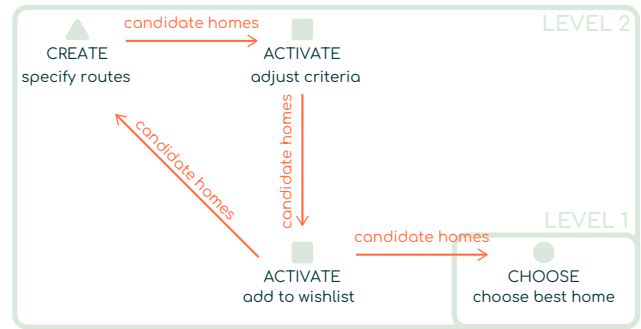 candidate homes
LEVEL 2
CREATE
specify routes
ACTIVATE
adjust criteria
candidate homes
candidate homes
LEVEL 1
candidate homes
ACTIVATE
add to wishlist
CHOOSE
choose best home